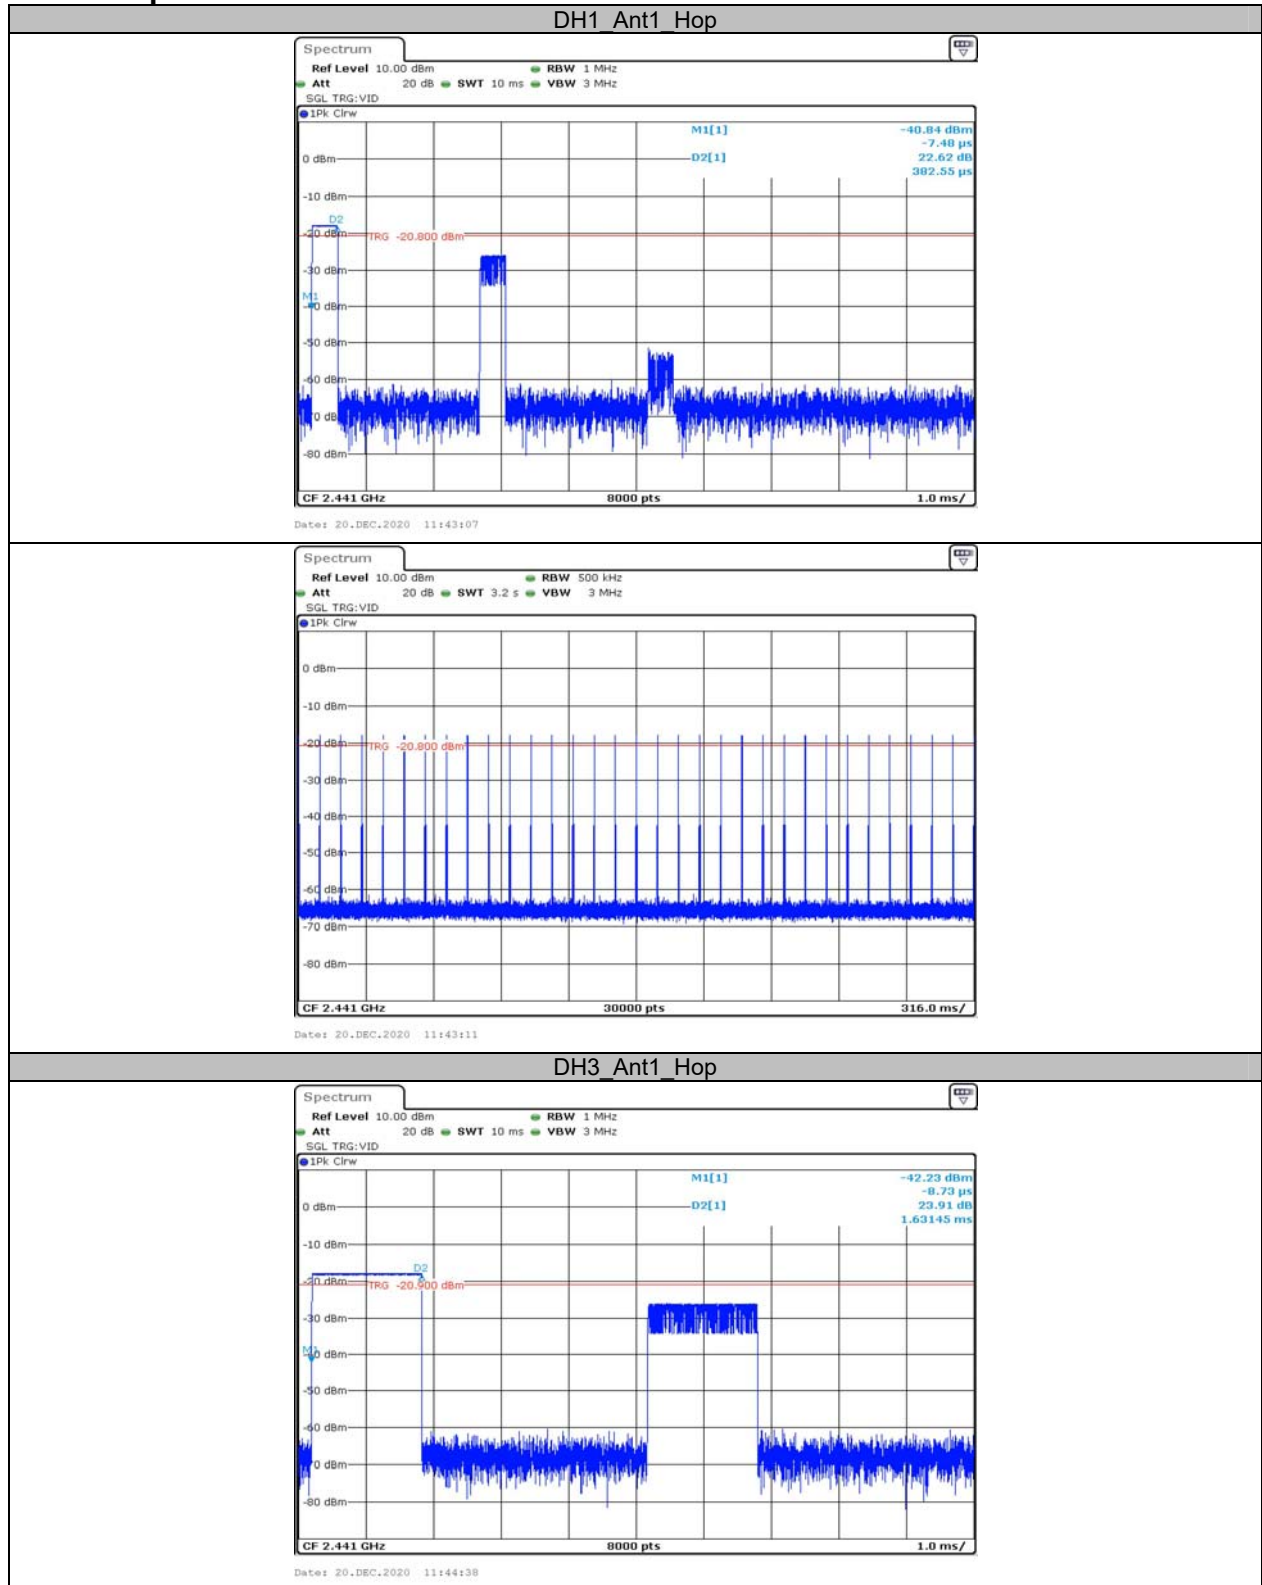 DH1_Ant1_Hop
Spectrum
Ref Level 10.00 dBm RBW 1 MHz
Att 20 dB SWT 10 ms VBW 3 MHz
SGL TRG:VID
1Pk Clrw
M1[1] -40.84 dBm
-7.48 µs
0 dBm D2[1] 22.62 dB
382.55 µs
-10 dBm
D2
-20 dBm TRG -20.800 dBm
-30 dBm
M1
-40 dBm
-50 dBm
-60 dBm
-70 dBm
-80 dBm
CF 2.441 GHz 8000 pts 1.0 ms/
Date: 20.DEC.2020 11:43:07
Spectrum
Ref Level 10.00 dBm RBW 500 kHz
Att 20 dB SWT 3.2 s VBW 3 MHz
SGL TRG:VID
1Pk Clrw
0 dBm
-10 dBm
-20 dBm TRG -20.800 dBm
-30 dBm
-40 dBm
-50 dBm
-60 dBm
-70 dBm
-80 dBm
CF 2.441 GHz 30000 pts 316.0 ms/
Date: 20.DEC.2020 11:43:11
DH3_Ant1_Hop
Spectrum
Ref Level 10.00 dBm RBW 1 MHz
Att 20 dB SWT 10 ms VBW 3 MHz
SGL TRG:VID
1Pk Clrw
M1[1] -42.23 dBm
-8.73 µs
0 dBm D2[1] 23.91 dB
1.63145 ms
-10 dBm
D2
-20 dBm TRG -20.900 dBm
-30 dBm
M1
-40 dBm
-50 dBm
-60 dBm
-70 dBm
-80 dBm
CF 2.441 GHz 8000 pts 1.0 ms/
Date: 20.DEC.2020 11:44:38